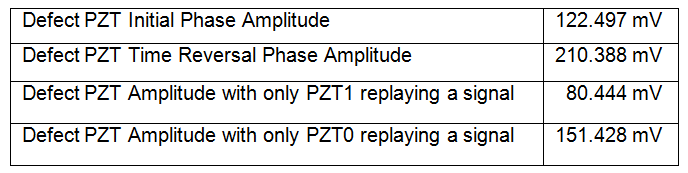 Defect PZT Initial Phase Amplitude 122.497 mV
Defect PZT Time Reversal Phase Amplitude 210.388 mV
Defect PZT Amplitude with only PZT1 replaying a signal 80.444 mV
Defect PZT Amplitude with only PZT0 replaying a signal 151.428 mV